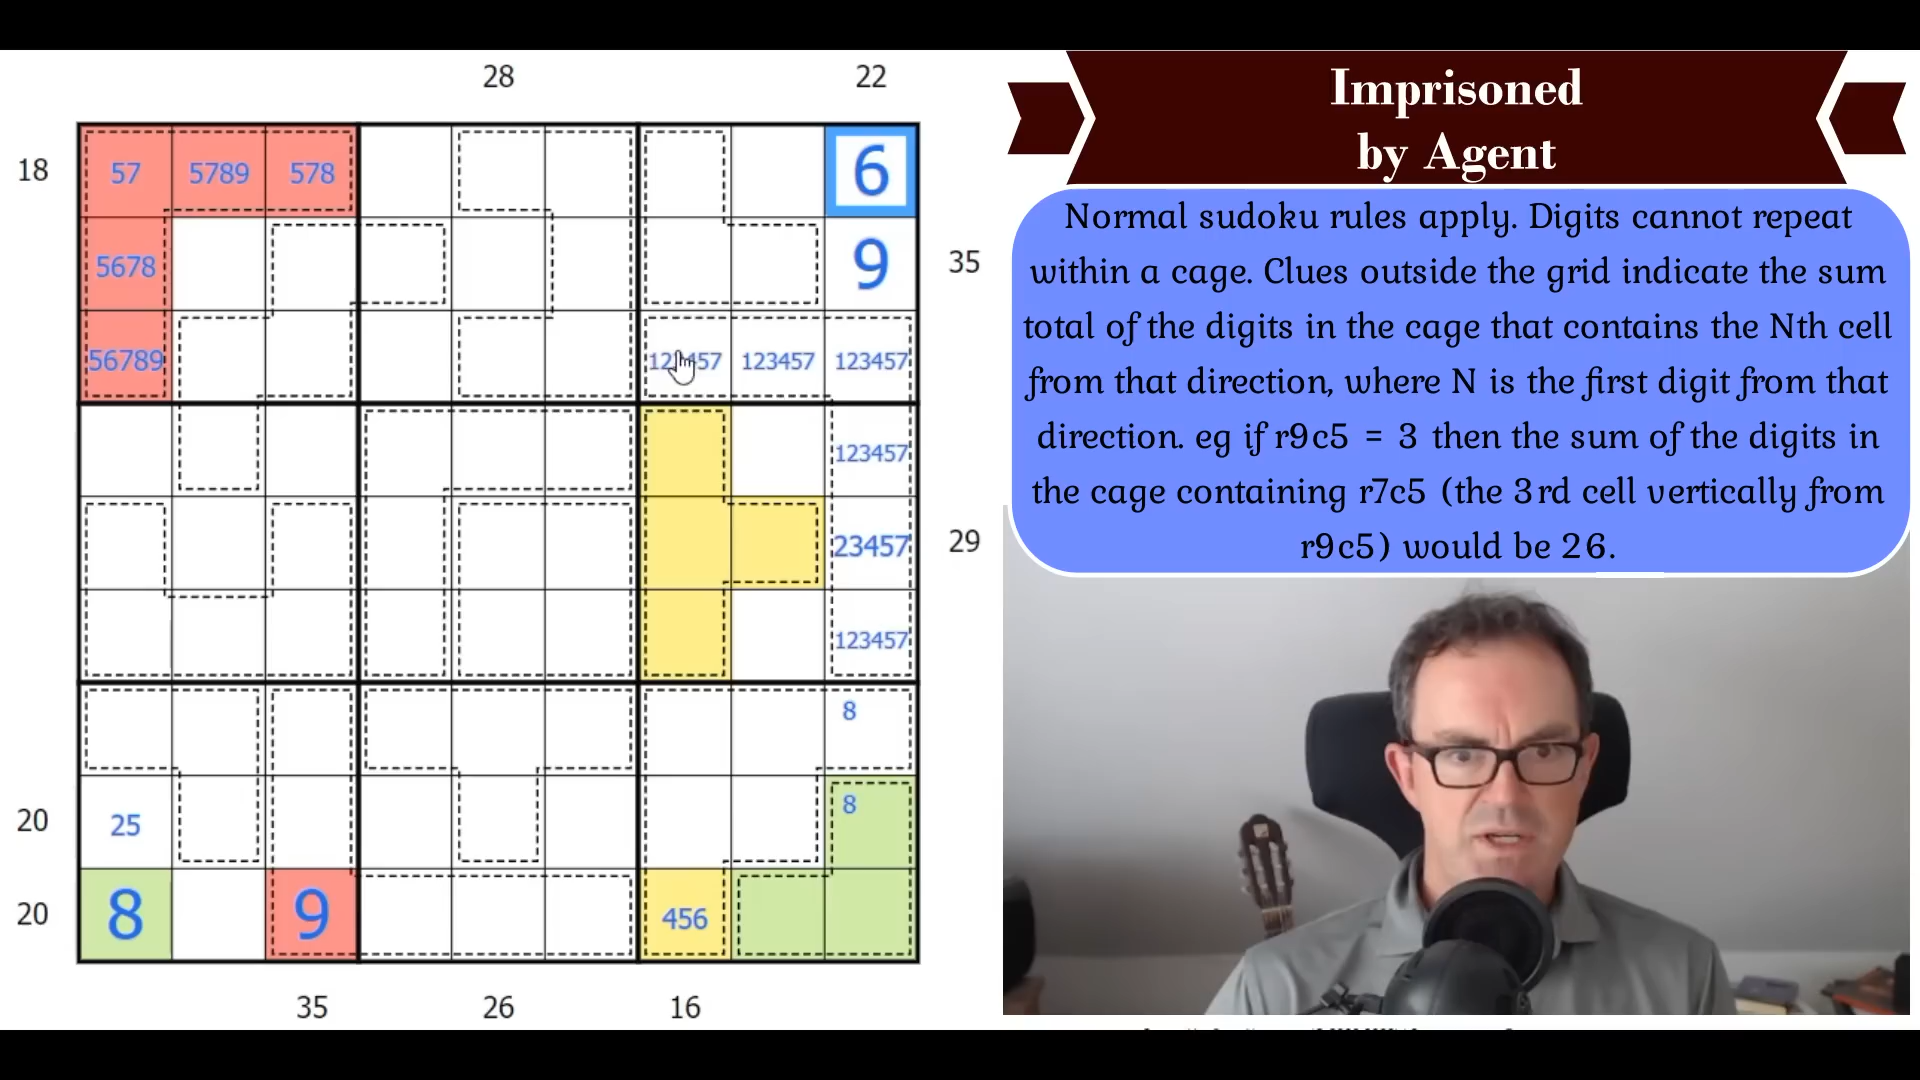 28 22
Imprisoned
by Agent
18 57 5789 578 6
5678 9 35
56789 123457 123457
123457
23457 29
123457
8
20 25 8
20 8 9 456
35 26 16
Normal sudoku rules apply. Digits cannot repeat
within a cage. Clues outside the grid indicate the sum
total of the digits in the cage that contains the Nth cell
from that direction, where N is the first digit from that
direction. eg if r9c5 = 3 then the sum of the digits in
the cage containing r7c5 (the 3rd cell vertically from
r9c5) would be 26.